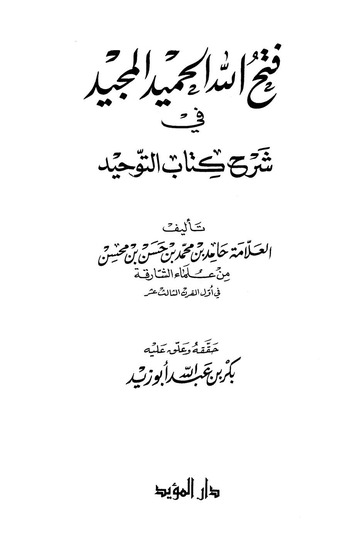 فتح الله الحميد المجيد
في
شرح كتاب التوحيد
تأليف
العلامة حامد بن محمد بن حسن بن محسن
من علماء الشارقة
في أول القرن الثالث عشر
حققه وعلق عليه
بكر بن عبد الله أبو زيد
دار المؤيد